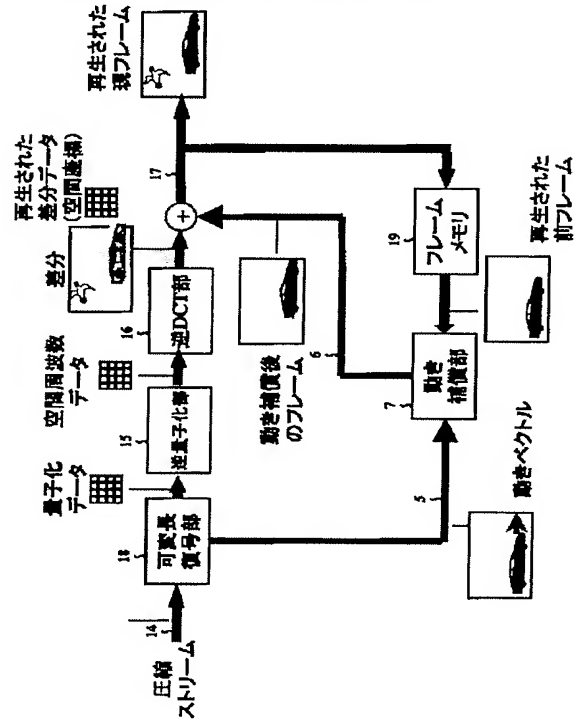 圧縮
ストリーム
14
18
可変長
復号部
量子化
データ
15
逆量子化部
空間周波数
データ
16
逆DCT部
差分
再生された
差分データ
(空間座標)
+
17
再生された
現フレーム
19
フレーム
メモリ
再生された
前フレーム
7
動き
補償部
6
動き補償後
のフレーム
5
動きベクトル